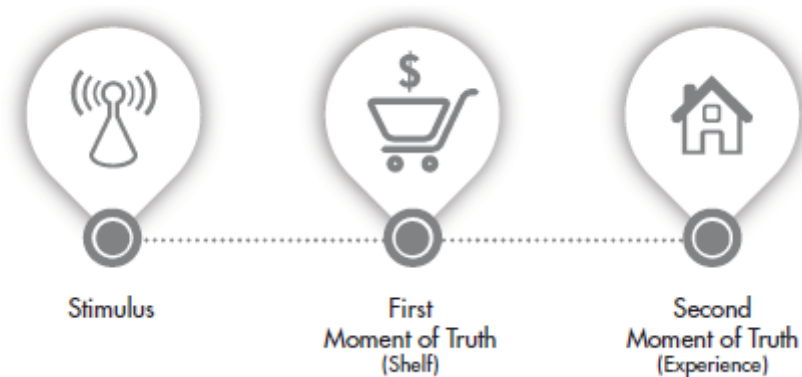 $
Stimulus
First
Moment of Truth
(Shelf)
Second
Moment of Truth
(Experience)